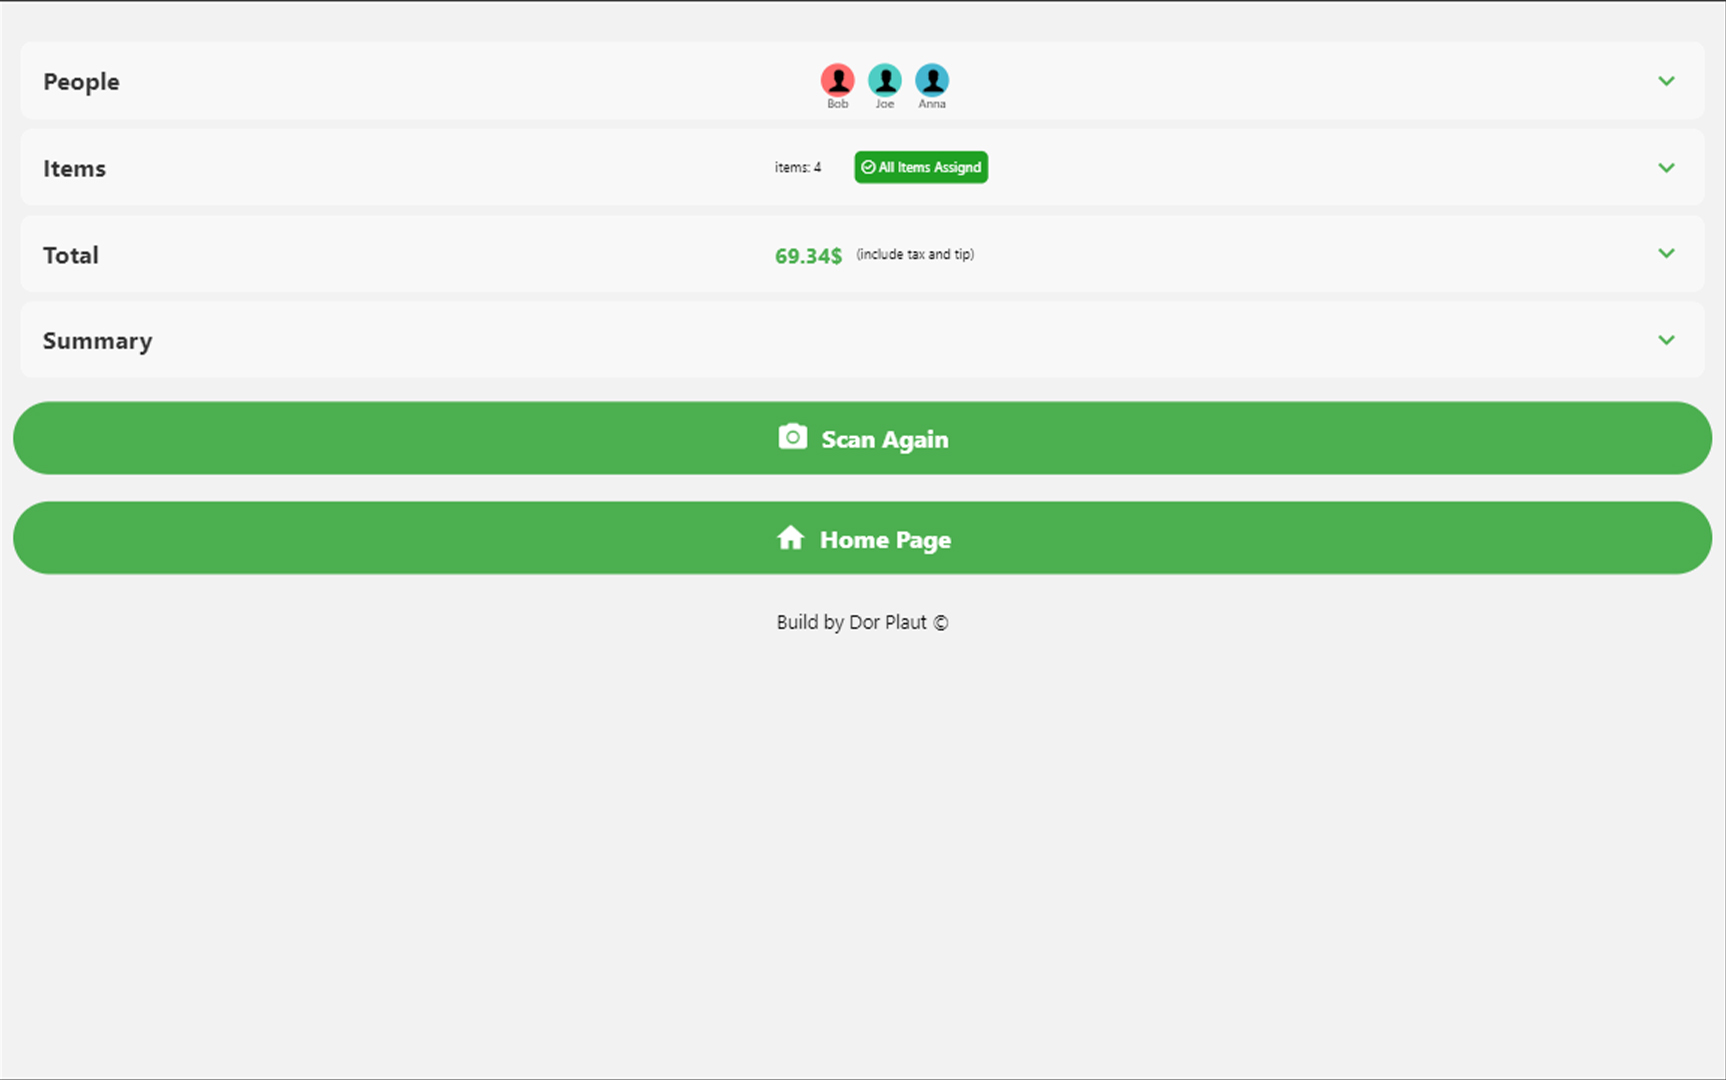 People
Bob Joe Anna
Items
items: 4 All Items Assignd
Total
69.34$ (include tax and tip)
Summary
Scan Again
Home Page
Build by Dor Plaut ©